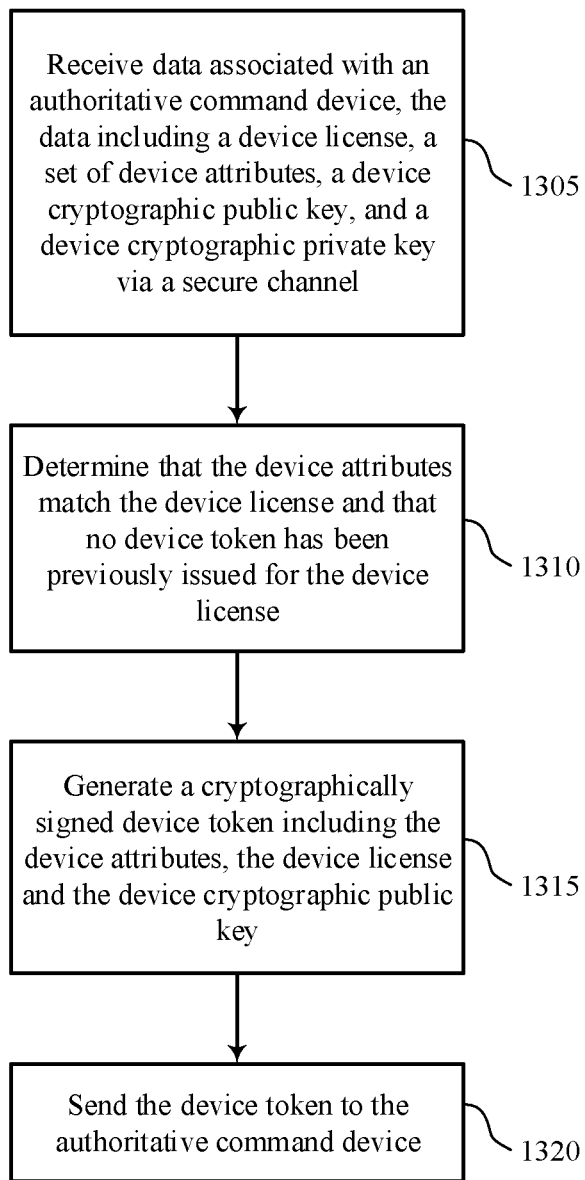 Receive data associated with an
authoritative command device, the
data including a device license, a
set of device attributes, a device
cryptographic public key, and a
device cryptographic private key
via a secure channel
1305
Determine that the device attributes
match the device license and that
no device token has been
previously issued for the device
license
1310
Generate a cryptographically
signed device token including the
device attributes, the device license
and the device cryptographic public
key
1315
Send the device token to the
authoritative command device
1320